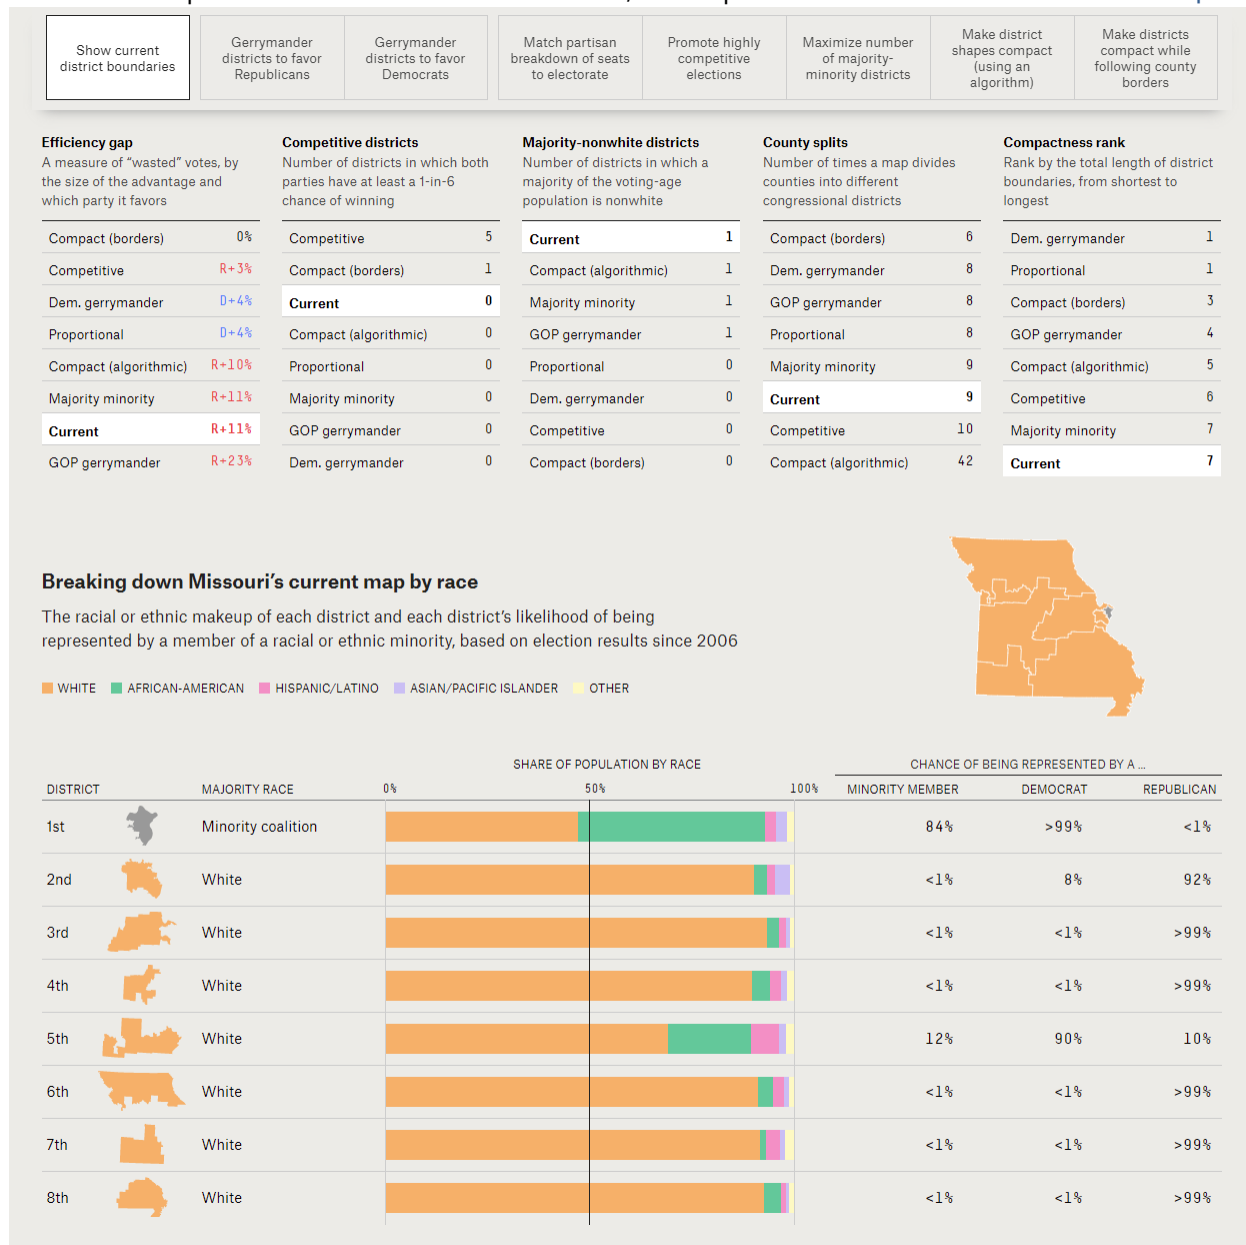 Show current
district boundaries
Gerrymander
districts to favor
Republicans
Gerrymander
districts to favor
Democrats
Match partisan
breakdown of seats
to electorate
Promote highly
competitive
elections
Maximize number
of majority-
minority districts
Make district
shapes compact
(using an
algorithm)
Make districts
compact while
following county
borders
Efficiency gap
A measure of “wasted” votes, by
the size of the advantage and
which party it favors
Compact (borders) 0%
Competitive R+3%
Dem. gerrymander D+4%
Proportional D+4%
Compact (algorithmic) R+10%
Majority minority R+11%
Current R+11%
GOP gerrymander R+23%
Competitive districts
Number of districts in which both
parties have at least a 1-in-6
chance of winning
Competitive 5
Compact (borders) 1
Current 0
Compact (algorithmic) 0
Proportional 0
Majority minority 0
GOP gerrymander 0
Dem. gerrymander 0
Majority-nonwhite districts
Number of districts in which a
majority of the voting-age
population is nonwhite
Current 1
Compact (algorithmic) 1
Majority minority 1
GOP gerrymander 1
Proportional 0
Dem. gerrymander 0
Competitive 0
Compact (borders) 0
County splits
Number of times a map divides
counties into different
congressional districts
Compact (borders) 6
Dem. gerrymander 8
GOP gerrymander 8
Proportional 8
Majority minority 9
Current 9
Competitive 10
Compact (algorithmic) 42
Compactness rank
Rank by the total length of district
boundaries, from shortest to
longest
Dem. gerrymander 1
Proportional 1
Compact (borders) 3
GOP gerrymander 4
Compact (algorithmic) 5
Competitive 6
Majority minority 7
Current 7
Breaking down Missouri’s current map by race
The racial or ethnic makeup of each district and each district’s likelihood of being
represented by a member of a racial or ethnic minority, based on election results since 2006
WHITE AFRICAN-AMERICAN HISPANIC/LATINO ASIAN/PACIFIC ISLANDER OTHER
SHARE OF POPULATION BY RACE CHANCE OF BEING REPRESENTED BY A ...
DISTRICT MAJORITY RACE 0% 50% 100% MINORITY MEMBER DEMOCRAT REPUBLICAN
1st Minority coalition 84% >99% <1%
2nd White <1% 8% 92%
3rd White <1% <1% >99%
4th White <1% <1% >99%
5th White 12% 90% 10%
6th White <1% <1% >99%
7th White <1% <1% >99%
8th White <1% <1% >99%